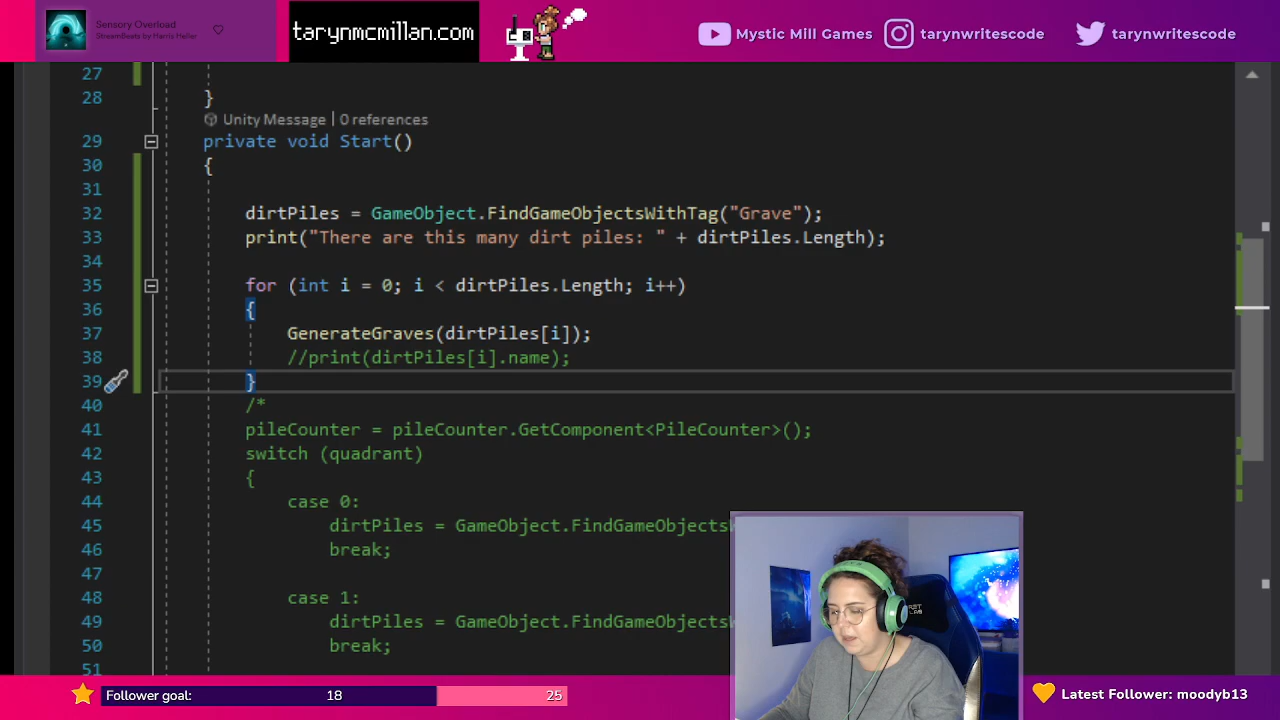 Sensory Overload
StreamBeats by Harris Heller
tarynmcmillan.com
Mystic Mill Games
tarynwritescode
tarynwritescode
27
28 }
Unity Message | 0 references
29 private void Start()
30 {
31
32 dirtPiles = GameObject.FindGameObjectsWithTag("Grave");
33 print("There are this many dirt piles: " + dirtPiles.Length);
34
35 for (int i = 0; i < dirtPiles.Length; i++)
36 {
37 GenerateGraves(dirtPiles[i]);
38 //print(dirtPiles[i].name);
39 }
40 /*
41 pileCounter = pileCounter.GetComponent<PileCounter>();
42 switch (quadrant)
43 {
44 case 0:
45 dirtPiles = GameObject.FindGameObjectsW
46 break;
47
48 case 1:
49 dirtPiles = GameObject.FindGameObjectsW
50 break;
51
Follower goal: 18 25
Latest Follower: moodyb13